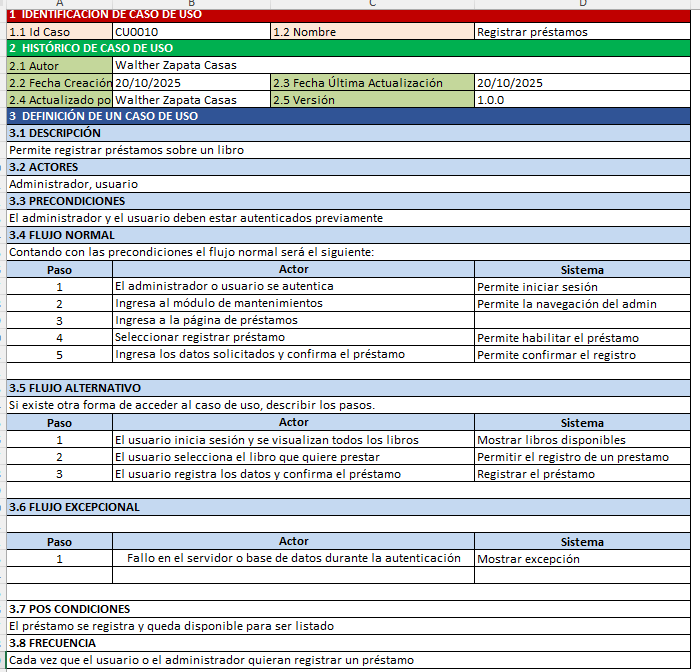 A B C D
1 IDENTIFICACIÓN DE CASO DE USO
1.1 Id Caso CU0010 1.2 Nombre Registrar préstamos
2 HISTÓRICO DE CASO DE USO
2.1 Autor Walther Zapata Casas
2.2 Fecha Creación 20/10/2025 2.3 Fecha Última Actualización 20/10/2025
2.4 Actualizado po Walther Zapata Casas 2.5 Versión 1.0.0
3 DEFINICIÓN DE UN CASO DE USO
3.1 DESCRIPCIÓN
Permite registrar préstamos sobre un libro
3.2 ACTORES
Administrador, usuario
3.3 PRECONDICIONES
El administrador y el usuario deben estar autenticados previamente
3.4 FLUJO NORMAL
Contando con las precondiciones el flujo normal será el siguiente:
Paso Actor Sistema
1 El administrador o usuario se autentica Permite iniciar sesión
2 Ingresa al módulo de mantenimientos Permite la navegación del admin
3 Ingresa a la página de préstamos
4 Seleccionar registrar préstamo Permite habilitar el préstamo
5 Ingresa los datos solicitados y confirma el préstamo Permite confirmar el registro
3.5 FLUJO ALTERNATIVO
Si existe otra forma de acceder al caso de uso, describir los pasos.
Paso Actor Sistema
1 El usuario inicia sesión y se visualizan todos los libros Mostrar libros disponibles
2 El usuario selecciona el libro que quiere prestar Permitir el registro de un prestamo
3 El usuario registra los datos y confirma el préstamo Registrar el préstamo
3.6 FLUJO EXCEPCIONAL
Paso Actor Sistema
1 Fallo en el servidor o base de datos durante la autenticación Mostrar excepción
3.7 POS CONDICIONES
El préstamo se registra y queda disponible para ser listado
3.8 FRECUENCIA
Cada vez que el usuario o el administrador quieran registrar un préstamo